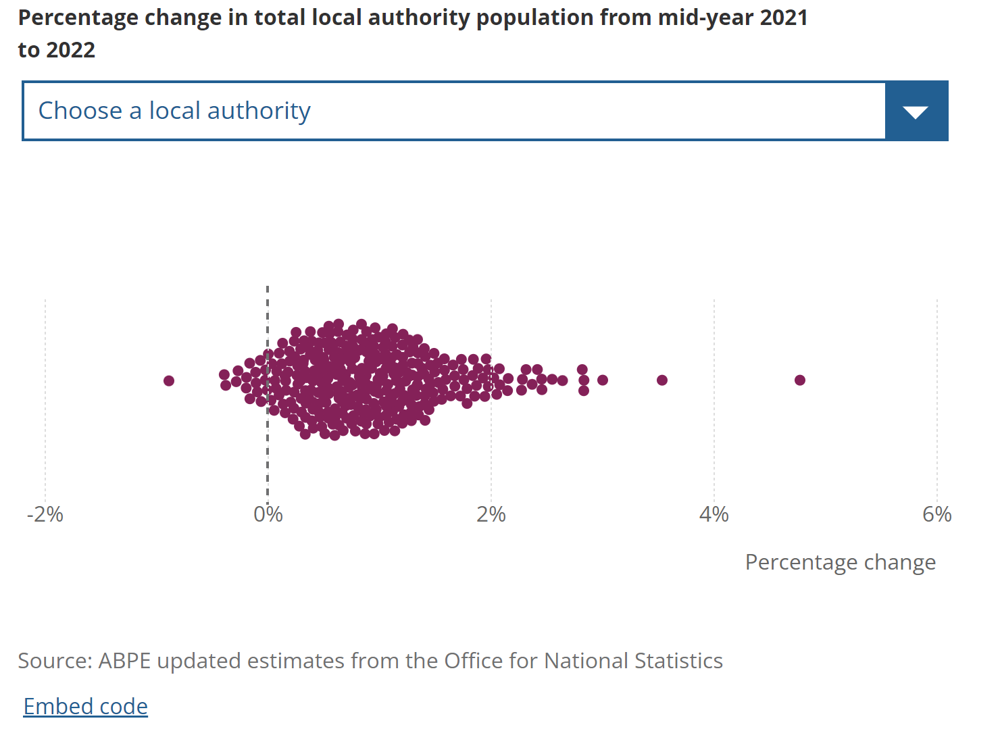 Percentage change in total local authority population from mid-year 2021
to 2022
Choose a local authority
-2%
0%
2%
4%
6%
Percentage change
Source: ABPE updated estimates from the Office for National Statistics
Embed code